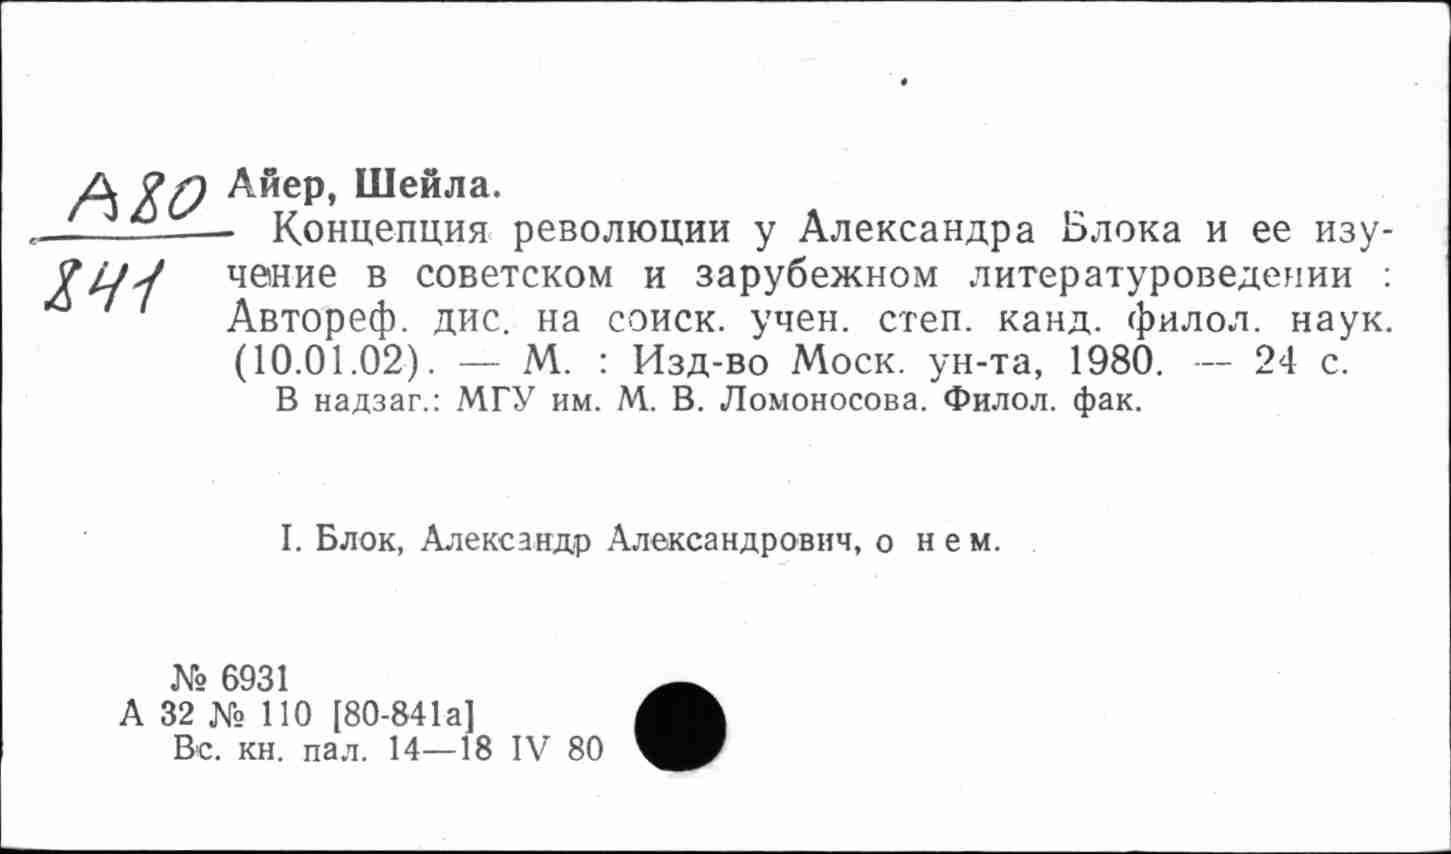 А80 Айер, Шейла.
841
Концепция революции у Александра Блока и ее изу-
чение в советском и зарубежном литературоведении :
Автореф. дис. на соиск. учен. степ. канд. филол. наук.
(10.01.02). — М. : Изд-во Моск. ун-та, 1980. — 24 с.
В надзаг.: МГУ им. М. В. Ломоносова. Филол. фак.
I. Блок, Александр Александрович, о нем.
№ 6931
А 32 № 110 [80-841а]
Вс. кн. пал. 14—18 IV 80